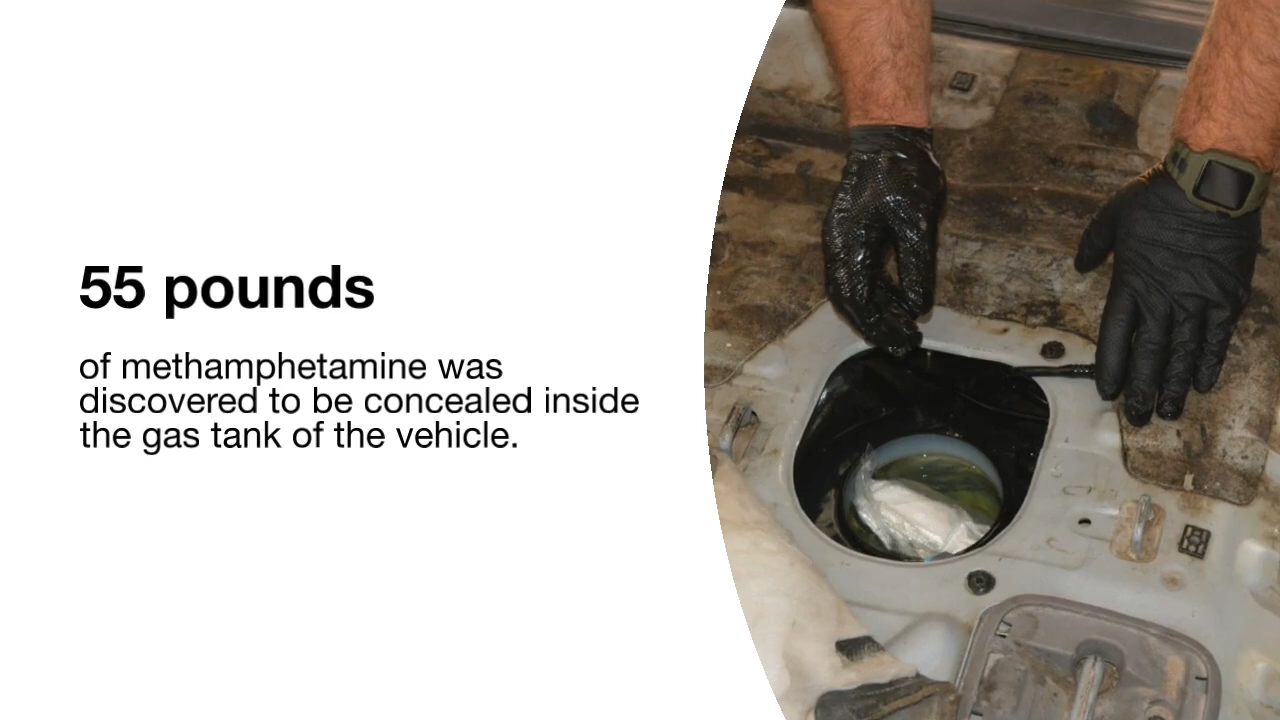 55 pounds
of methamphetamine was
discovered to be concealed inside
the gas tank of the vehicle.